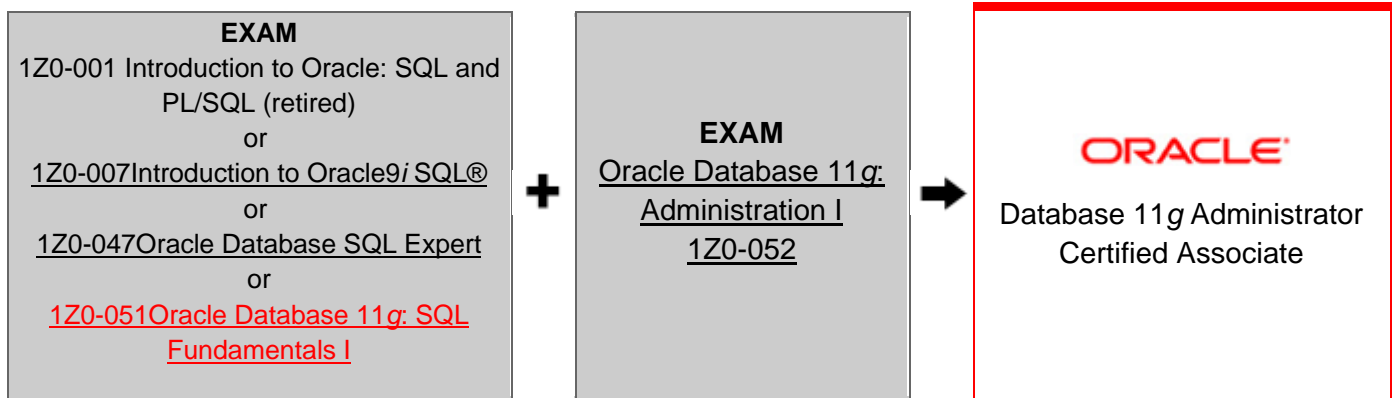 EXAM
1Z0-001 Introduction to Oracle: SQL and
PL/SQL (retired)
or
1Z0-007Introduction to Oracle9i SQL®
or
1Z0-047Oracle Database SQL Expert
or
1Z0-051Oracle Database 11g: SQL
Fundamentals I
EXAM
Oracle Database 11g:
Administration I
1Z0-052
ORACLE®
Database 11g Administrator
Certified Associate